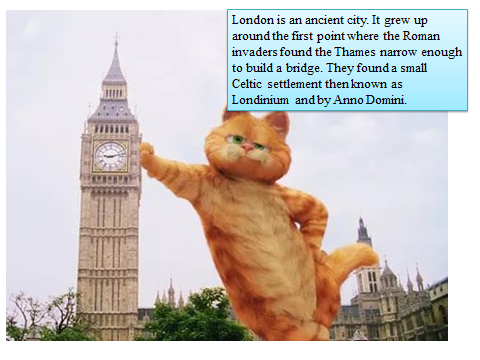 London is an ancient city. It grew up
around the first point where the Roman
invaders found the Thames narrow enough
to build a bridge. They found a small
Celtic settlement then known as
Londinium and by Anno Domini.